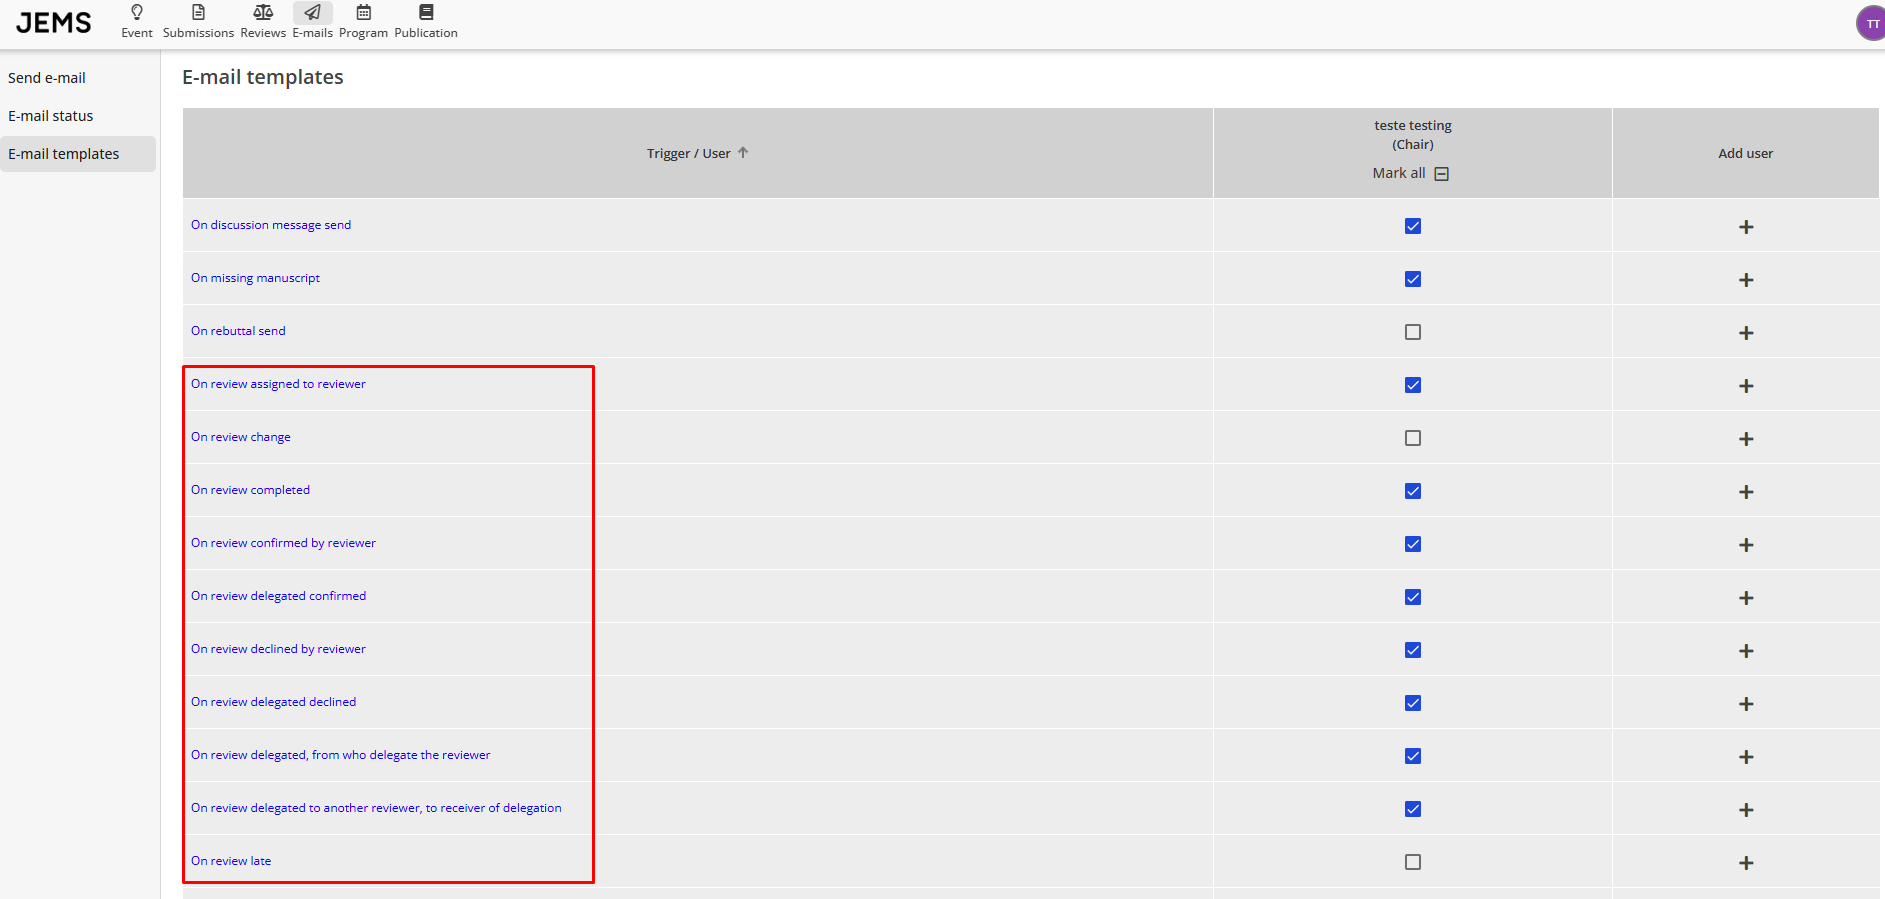 JEMS
Event Submissions Reviews E-mails Program Publication
TT
Send e-mail
E-mail status
E-mail templates
E-mail templates
Trigger / User
teste testing
(Chair)
Mark all
Add user
On discussion message send
On missing manuscript
On rebuttal send
On review assigned to reviewer
On review change
On review completed
On review confirmed by reviewer
On review delegated confirmed
On review declined by reviewer
On review delegated declined
On review delegated, from who delegate the reviewer
On review delegated to another reviewer, to receiver of delegation
On review late